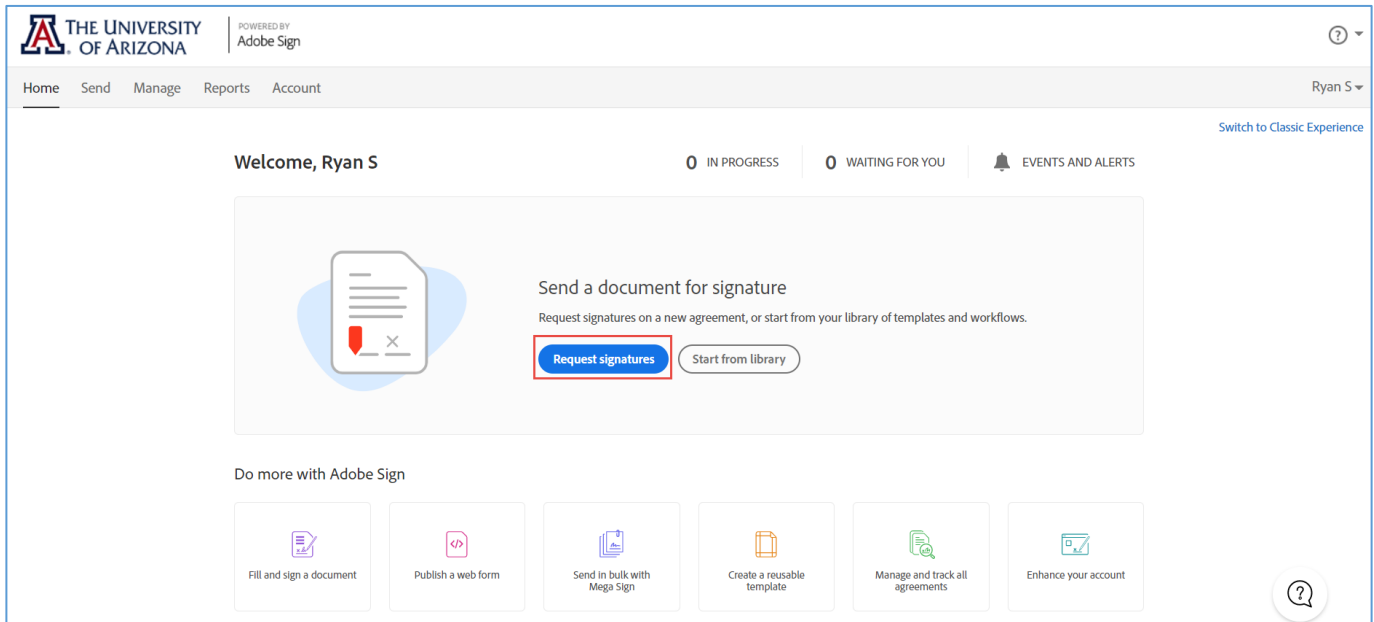 THE UNIVERSITY
OF ARIZONA
POWERED BY
Adobe Sign
Home Send Manage Reports Account Ryan S
Switch to Classic Experience
Welcome, Ryan S 0 IN PROGRESS 0 WAITING FOR YOU EVENTS AND ALERTS
Send a document for signature
Request signatures on a new agreement, or start from your library of templates and workflows.
Request signatures Start from library
Do more with Adobe Sign
Fill and sign a document
Publish a web form
Send in bulk with
Mega Sign
Create a reusable
template
Manage and track all
agreements
Enhance your account